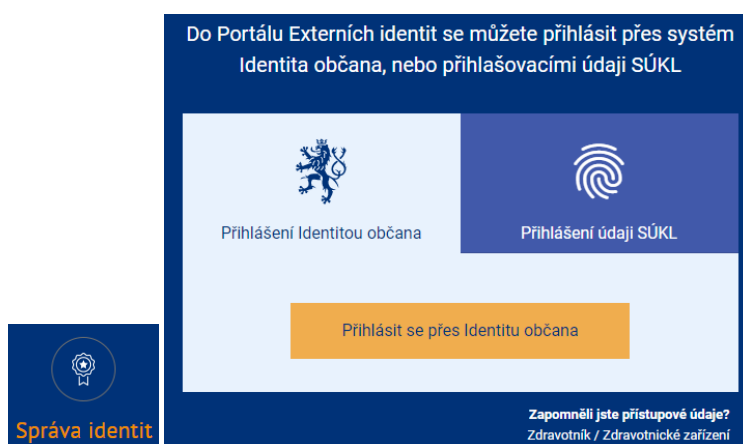 Do Portálu Externích identit se můžete přihlásit přes systém
Identita občana, nebo přihlašovacími údaji SÚKL
Přihlášení Identitou občana
Přihlášení údaji SÚKL
Přihlásit se přes Identitu občana
Zapomněli jste přístupové údaje?
Zdravotník / Zdravotnické zařízení
Správa identit